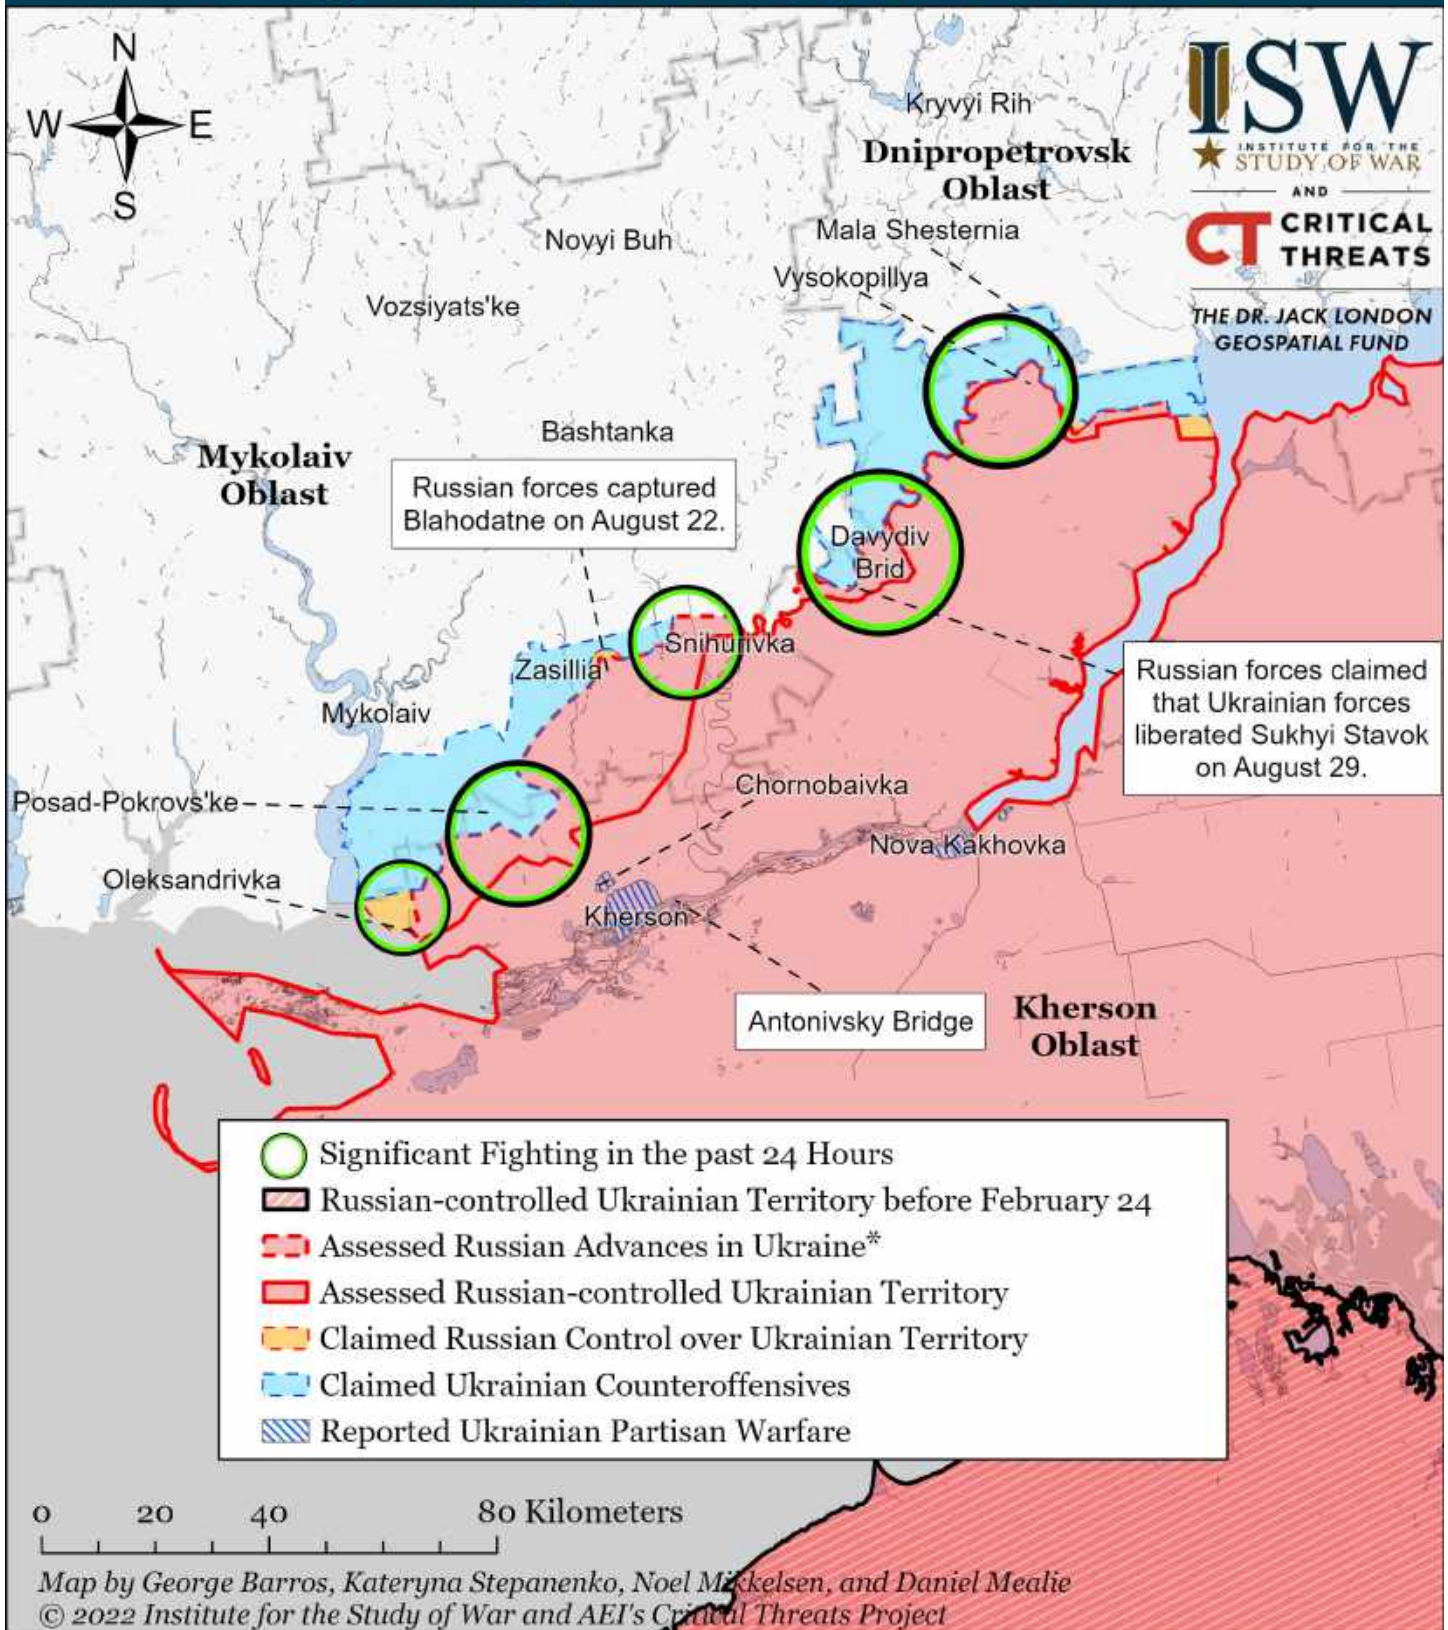 N
W
E
S
ISW
INSTITUTE FOR THE
STUDY OF WAR
AND
CT CRITICAL
THREATS
THE DR. JACK LONDON
GEOSPATIAL FUND
Kryvyi Rih
Dnipropetrovsk
Oblast
Mala Shesternia
Novyi Buh
Vysokopillya
Vozsiyats'ke
Bashtanka
Mykolaiv
Oblast
Russian forces captured
Blahodatne on August 22.
Davydiv
Brid
Snihurivka
Zasillia
Russian forces claimed
that Ukrainian forces
liberated Sukhyi Stavok
on August 29.
Mykolaiv
Chornobaivka
Posad-Pokrovs'ke
Nova Kakhovka
Oleksandrivka
Kherson
Antonivsky Bridge
Kherson
Oblast
Significant Fighting in the past 24 Hours
Russian-controlled Ukrainian Territory before February 24
Assessed Russian Advances in Ukraine*
Assessed Russian-controlled Ukrainian Territory
Claimed Russian Control over Ukrainian Territory
Claimed Ukrainian Counteroffensives
Reported Ukrainian Partisan Warfare
0 20 40 80 Kilometers
Map by George Barros, Kateryna Stepanenko, Noel Mikkelsen, and Daniel Mealie
© 2022 Institute for the Study of War and AEI's Critical Threats Project